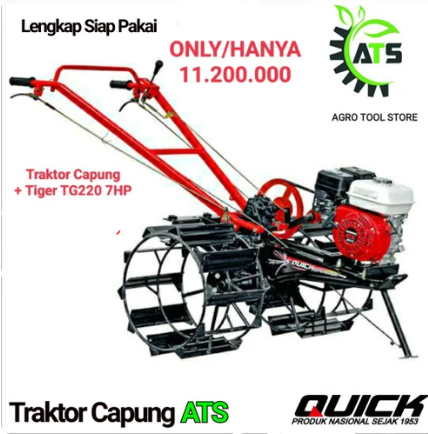 Lengkap Siap Pakai
ONLY/HANYA
11.200.000
ATS
AGRO TOOL STORE
Traktor Capung
+ Tiger TG220 7HP
QUICK
Traktor Capung ATS
QUICK
PRODUK NASIONAL SEJAK 1953